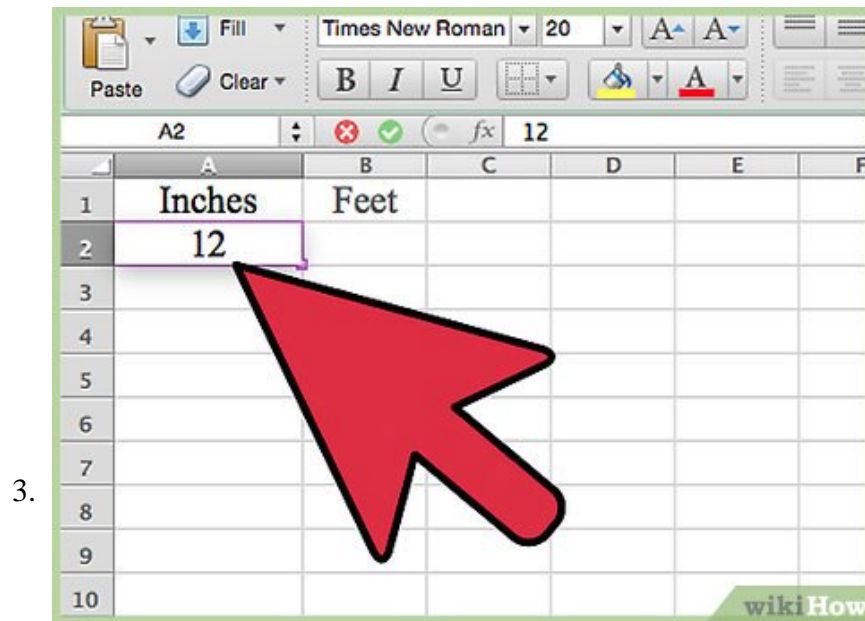 Fill Times New Roman 20 A A
Paste Clear B I U A
A2 fx 12
A B C D E F
1 Inches Feet
2 12
3
4
5
6
7
3.
8
9
10
wikiHow